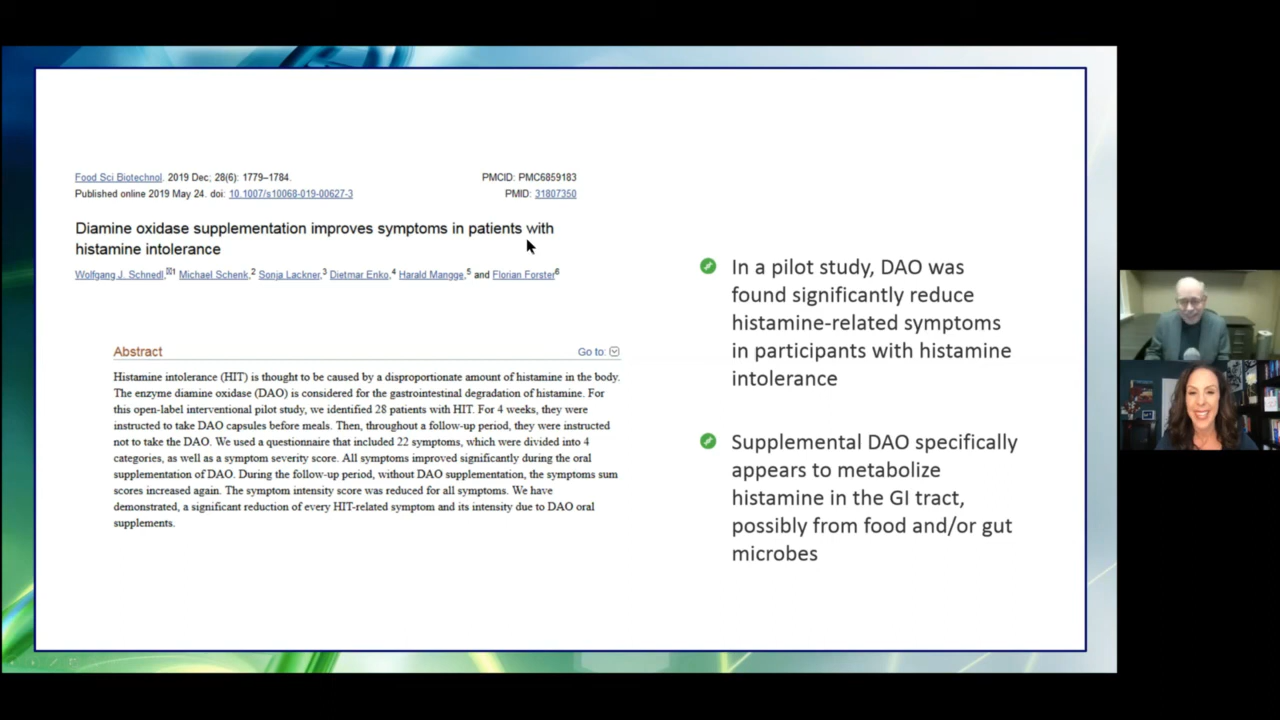 Food Sci Biotechnol. 2019 Dec; 28(6): 1779–1784.
PMCID: PMC6859183
Published online 2019 May 24. doi: 10.1007/s10068-019-00627-3
PMID: 31807350
Diamine oxidase supplementation improves symptoms in patients with
histamine intolerance
Wolfgang J. Schnedl,✉1 Michael Schenk,2 Sonja Lackner,3 Dietmar Enko,4 Harald Mangge,5 and Florian Forster6
Abstract
Go to:
Histamine intolerance (HIT) is thought to be caused by a disproportionate amount of histamine in the body.
The enzyme diamine oxidase (DAO) is considered for the gastrointestinal degradation of histamine. For
this open-label interventional pilot study, we identified 28 patients with HIT. For 4 weeks, they were
instructed to take DAO capsules before meals. Then, throughout a follow-up period, they were instructed
not to take the DAO. We used a questionnaire that included 22 symptoms, which were divided into 4
categories, as well as a symptom severity score. All symptoms improved significantly during the oral
supplementation of DAO. During the follow-up period, without DAO supplementation, the symptoms sum
scores increased again. The symptom intensity score was reduced for all symptoms. We have
demonstrated, a significant reduction of every HIT-related symptom and its intensity due to DAO oral
supplements.
In a pilot study, DAO was
found significantly reduce
histamine-related symptoms
in participants with histamine
intolerance
Supplemental DAO specifically
appears to metabolize
histamine in the GI tract,
possibly from food and/or gut
microbes